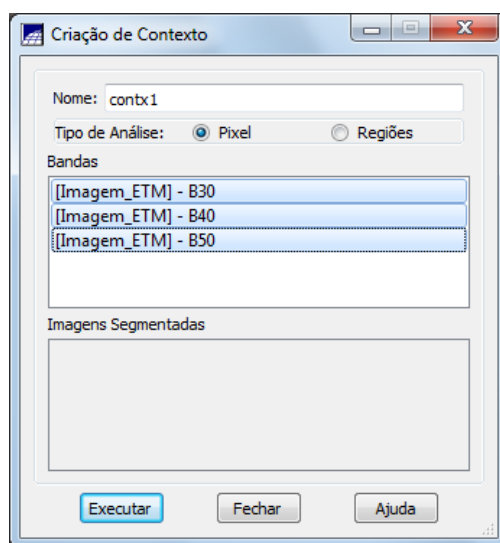 Criação de Contexto
Nome: contx1
Tipo de Análise: Pixel Regiões
Bandas
[Imagem_ETM] - B30
[Imagem_ETM] - B40
[Imagem_ETM] - B50
Imagens Segmentadas
Executar Fechar Ajuda